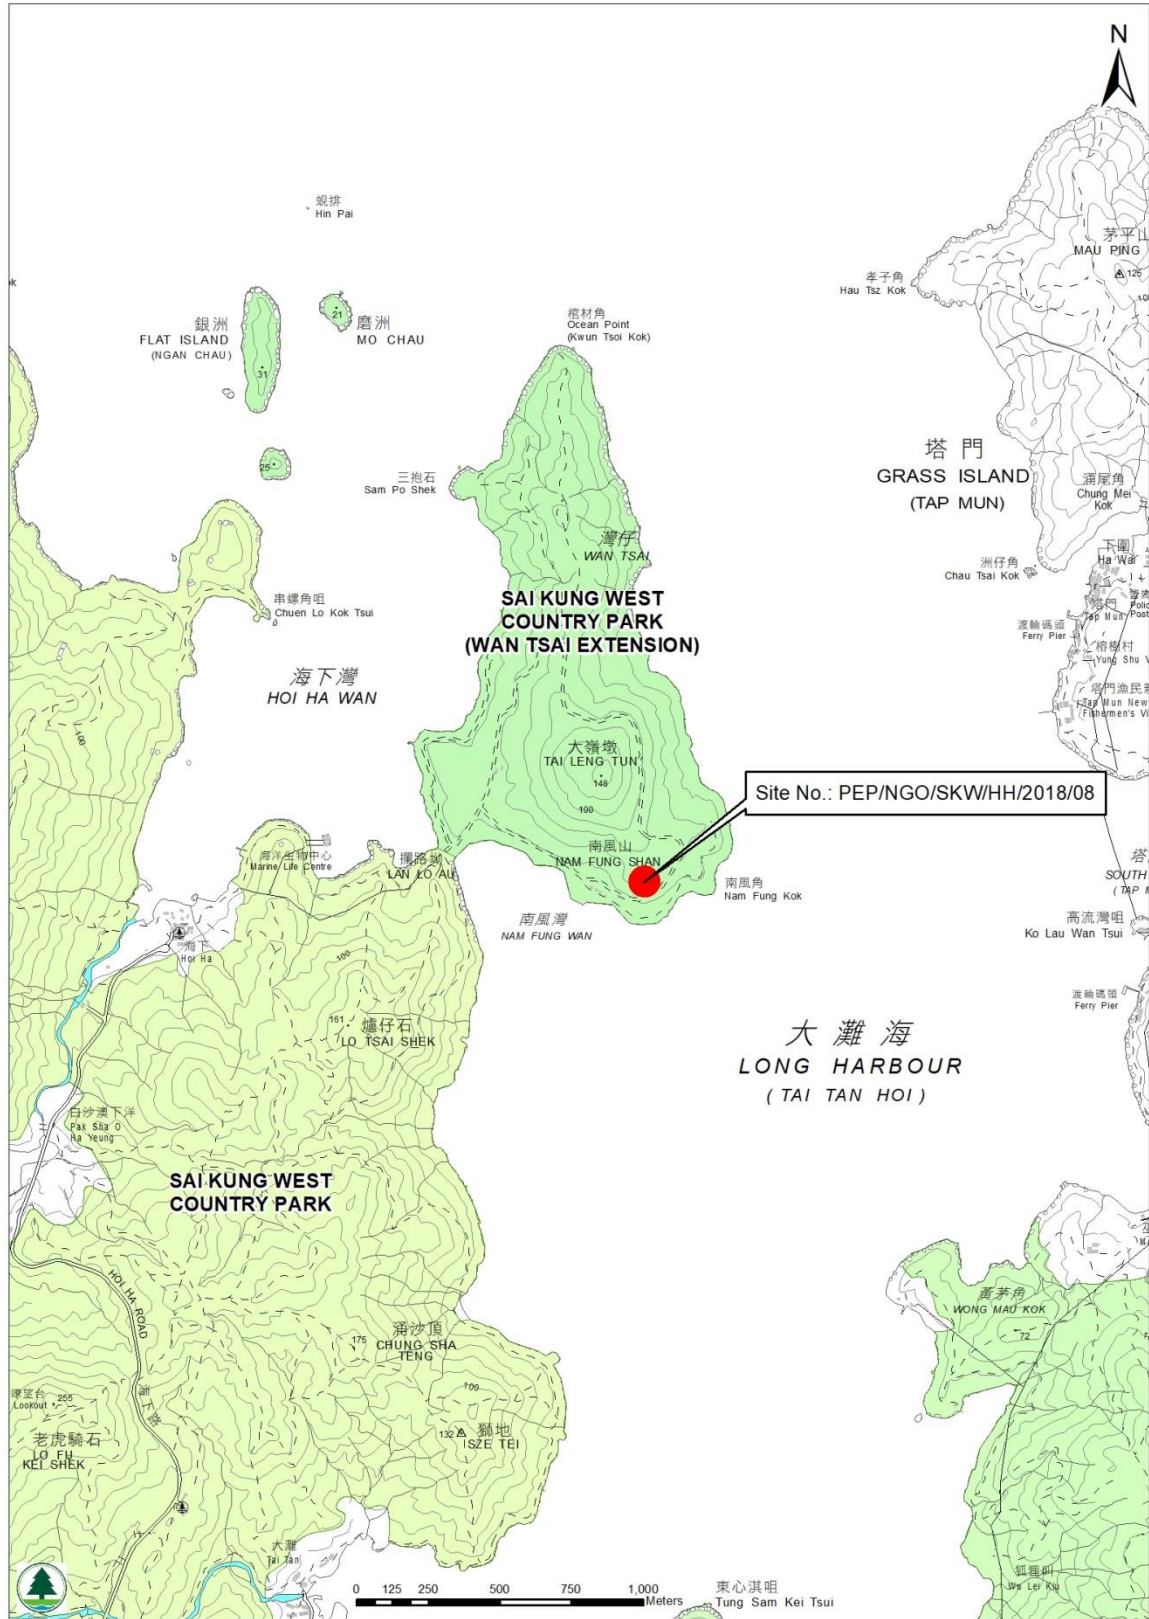 N
蜆排
Hin Pai
茅平山
MAU PING
125
孝子角
Hau Tsz Kok
銀洲
FLAT ISLAND
(NGAN CHAU)
31
21
磨洲
MO CHAU
棺材角
Ocean Point
(Kwun Tsoi Kok)
25
三抱石
Sam Po Shek
塔門
GRASS ISLAND
(TAP MUN)
涌尾角
Chung Mei
Kok
灣仔
WAN TSAI
下圍
Ha Wai
洲仔角
Chau Tsai Kok
塔門
Tap Mun
Police
Post
串螺角咀
Chuen Lo Kok Tsui
SAI KUNG WEST
COUNTRY PARK
(WAN TSAI EXTENSION)
渡輪碼頭
Ferry Pier
榕樹村
Yung Shu V
海下灣
HOI HA WAN
塔門漁民新
Tap Mun New
Fishermen's Vi
100
大嶺墩
TAI LENG TUN
146
100
Site No.: PEP/NGO/SKW/HH/2018/08
海洋生物中心
Marine Life Centre
攔路坳
LAN LO AU
南風山
NAM FUNG SHAN
南風角
Nam Fung Kok
SOUTH
南風灣
NAM FUNG WAN
高流灣咀
Ko Lau Wan Tsui
海下
Hoi Ha
100
渡輪碼頭
Ferry Pier
161
爐仔石
LO TSAI SHEK
大灘海
LONG HARBOUR
(TAI TAN HOI)
白沙澳下洋
Pak Sha O
Ha Yeung
SAI KUNG WEST
COUNTRY PARK
HOI HA ROAD
海下路
黃茅角
WONG MAU KOK
72
175
涌沙頂
CHUNG SHA
TENG
100
瞭望台
Lookout
255
132
獅地
SZE TEI
老虎騎石
LO FU
KEI SHEK
大灘
Tai Tan
狐狸叫
Wu Lei Kiu
0 125 250 500 750 1,000
Meters
東心淇咀
Tung Sam Kei Tsui